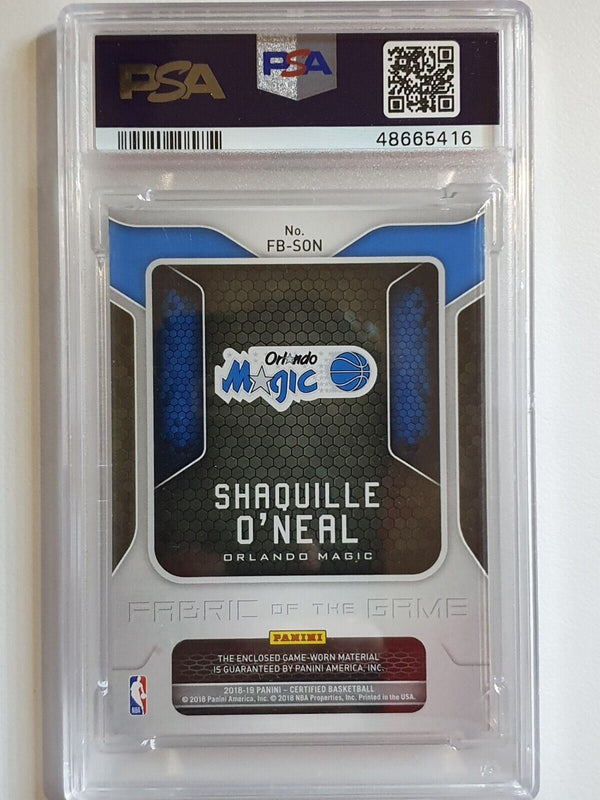 PSA PSA
48665416
No.
FB-SON
Orlando
Magic
SHAQUILLE
O'NEAL
ORLANDO MAGIC
FABRIC OF THE GAME
PANINI
THE ENCLOSED GAME-WORN MATERIAL
IS GUARANTEED BY PANINI AMERICA, INC.
2018-19 PANINI – CERTIFIED BASKETBALL
© 2018 Panini America, Inc. © 2018 NBA Properties, Inc. Printed in the USA.
NBA